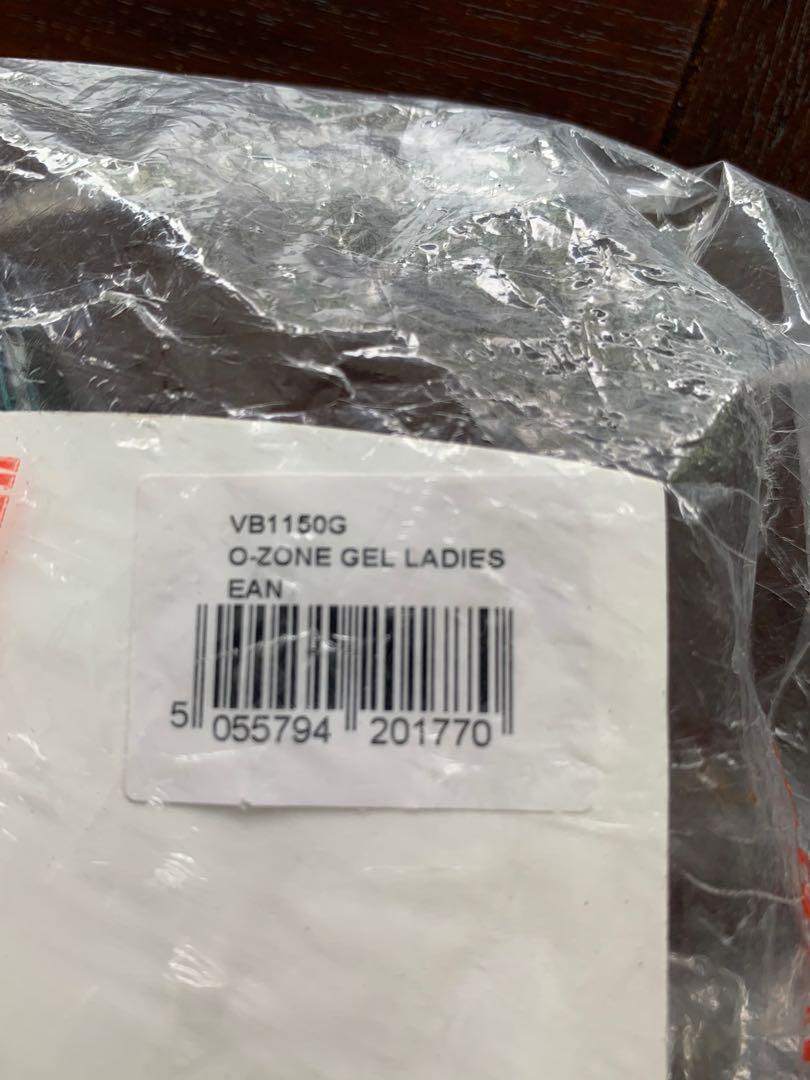 VB1150G
O-ZONE GEL LADIES
EAN
5 055794 201770